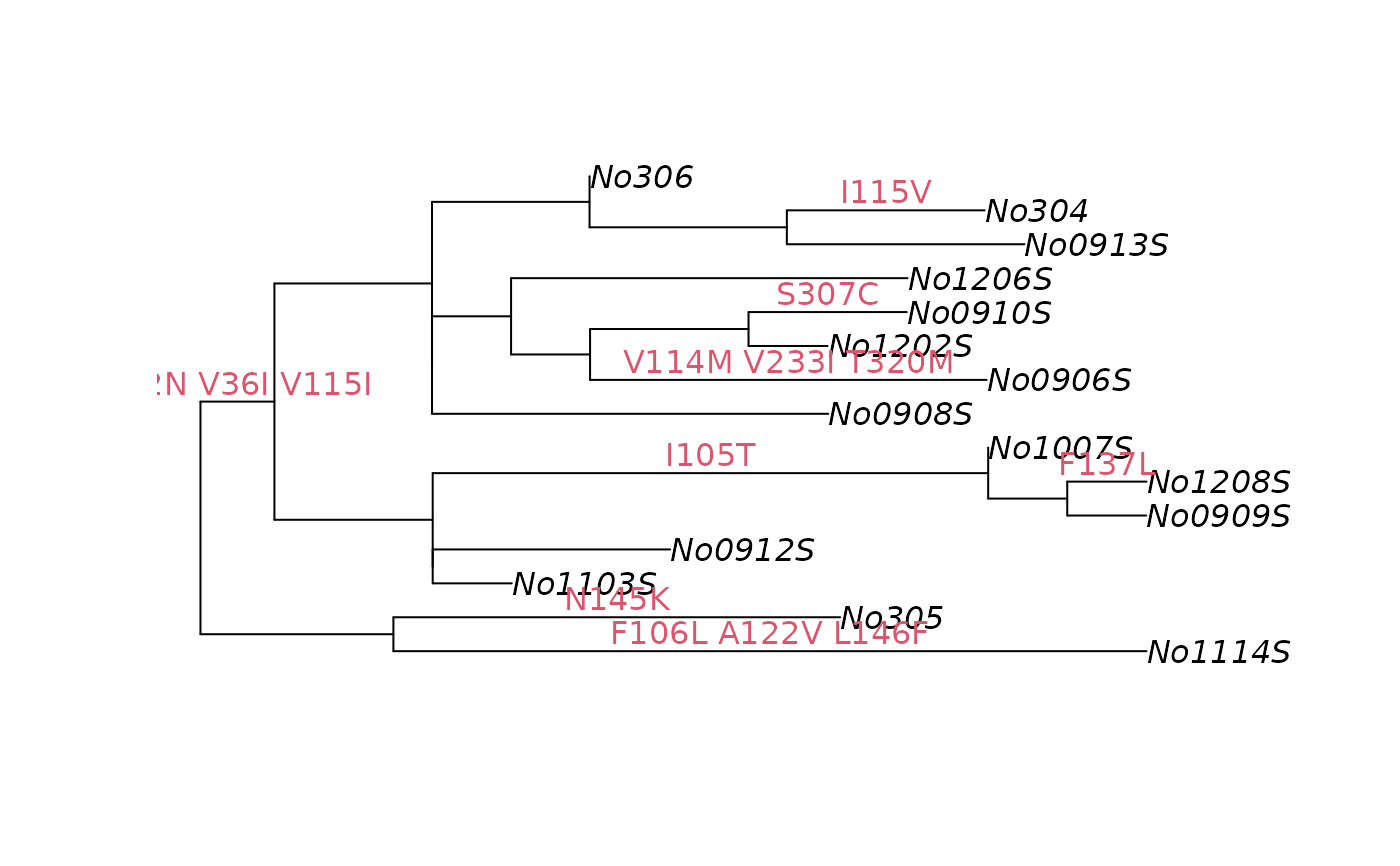 No306
I115V
No304
No0913S
No1206S
S307C
No0910S
No1202S
V114M V233I T320M
No0906S
V36I V115I
No0908S
No1007S
I105T
F137L
No1208S
No0909S
No0912S
No1103S
N145K
No305
F106L A122V L146F
No1114S